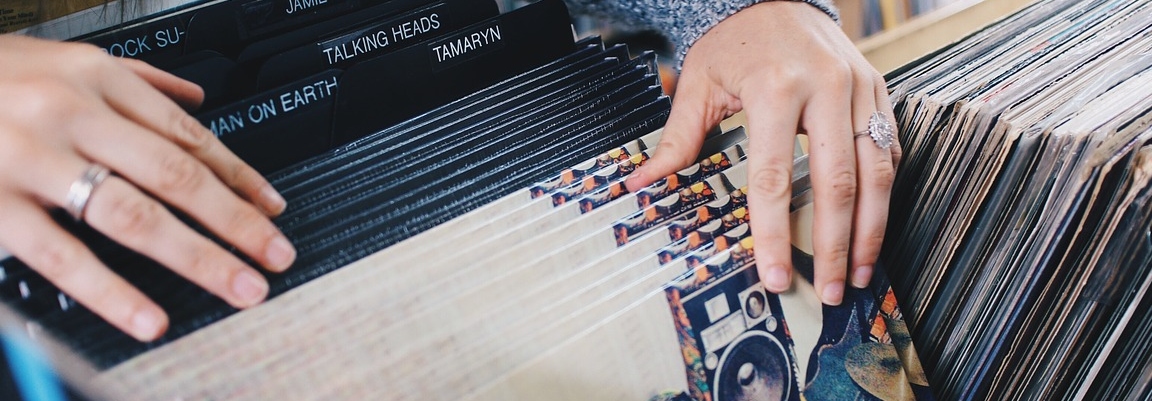 JAMIE
ROCK SU-
TALKING HEADS
TAMARYN
MAN ON EARTH